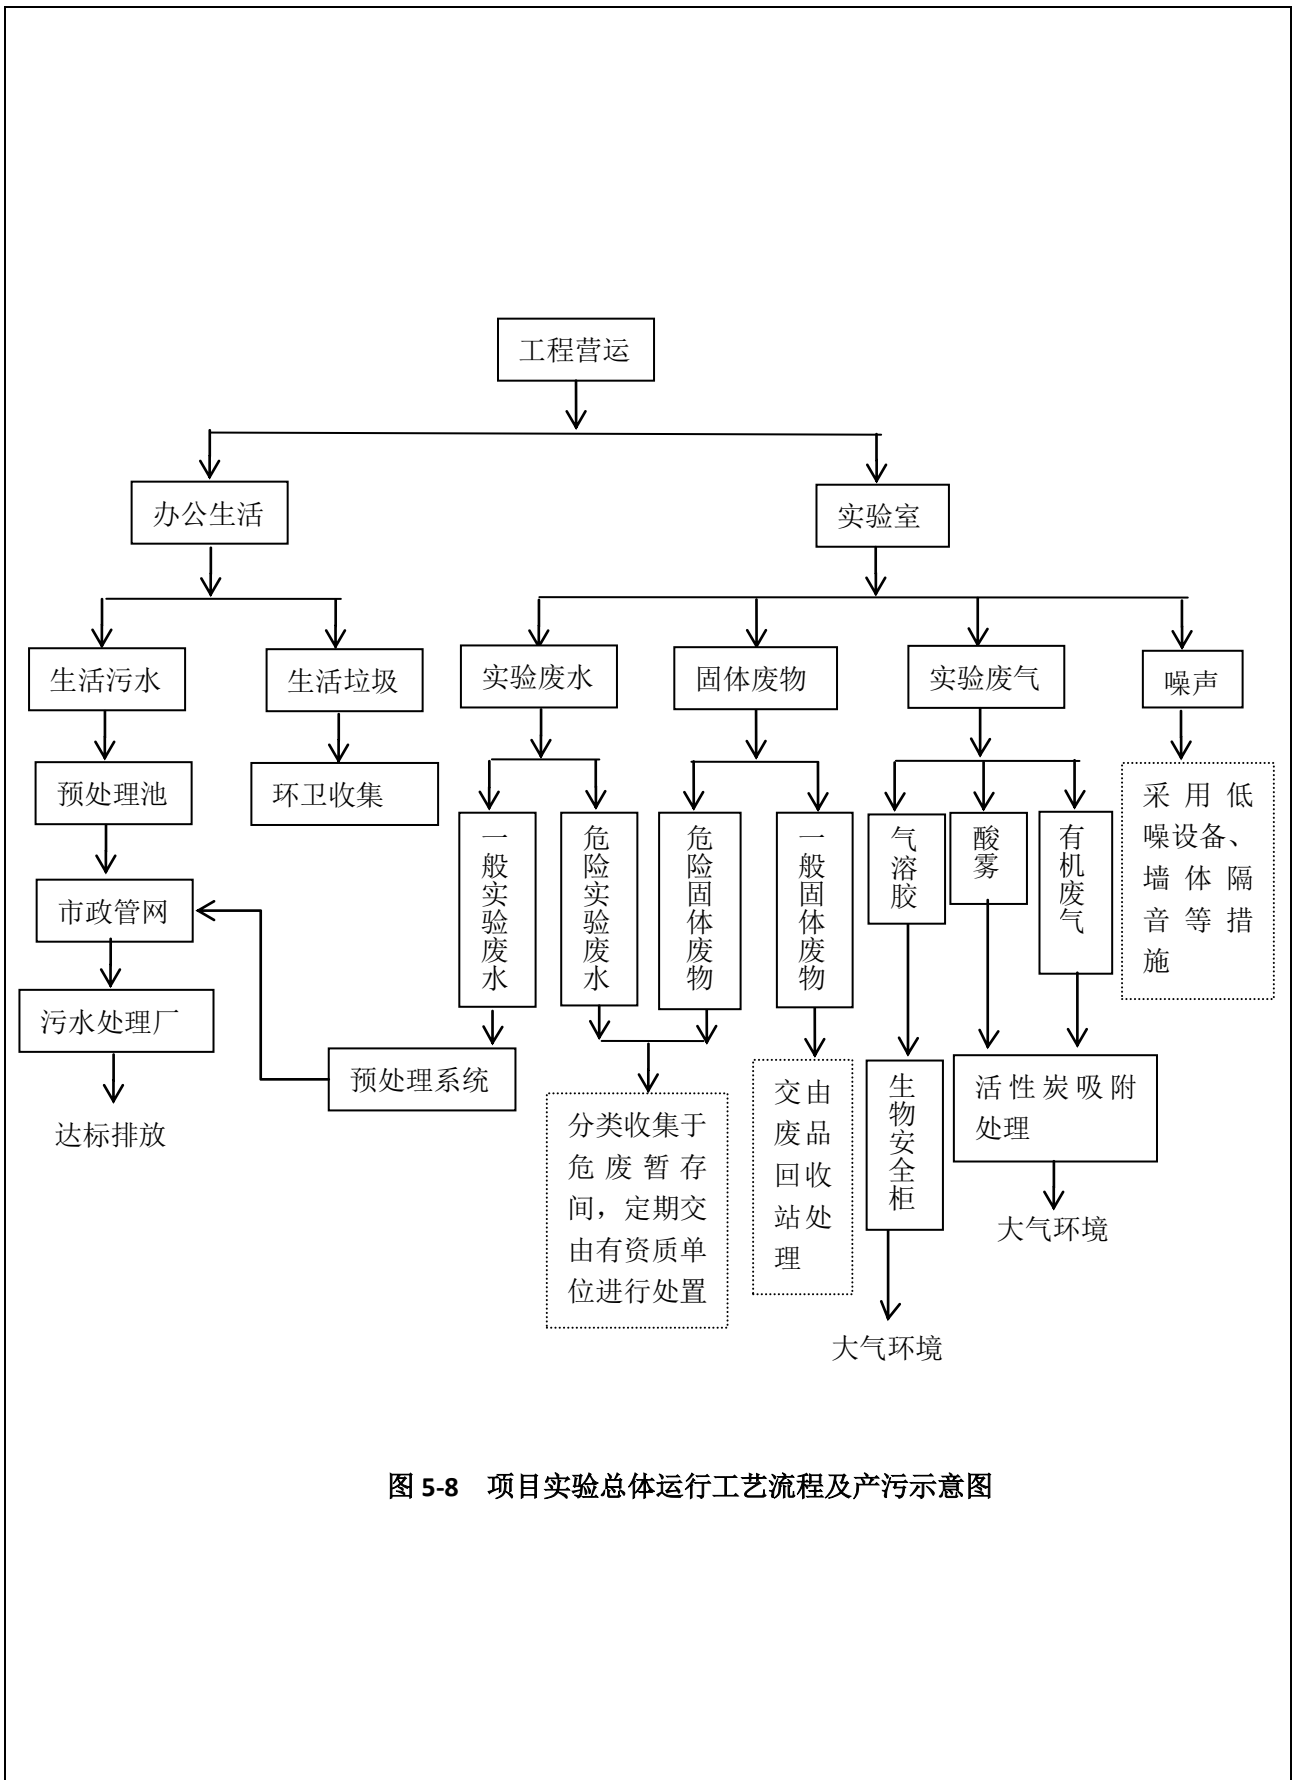 工程营运
办公生活
实验室
生活污水
生活垃圾
实验废水
固体废物
实验废气
噪声
预处理池
环卫收集
市政管网
污水处理厂
达标排放
一般实验废水
危险实验废水
危险固体废物
一般固体废物
气溶胶
酸雾
有机废气
采用低
噪设备、
墙体隔
音等措
施
预处理系统
分类收集于
危废暂存
间，定期交
由有资质单
位进行处置
交由
废品
回收
站处
理
生物安全柜
活性炭吸附
处理
大气环境
大气环境
图 5-8 项目实验总体运行工艺流程及产污示意图